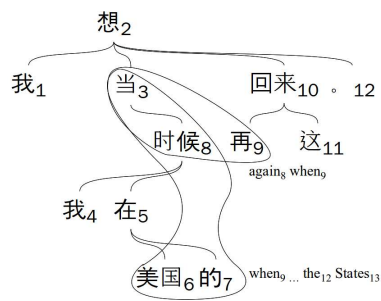 想2
我1 当3 回来10 。12
时候8 再9 这11
again8 when9
我4 在5
美国6 的7 when9 ... the12 States13